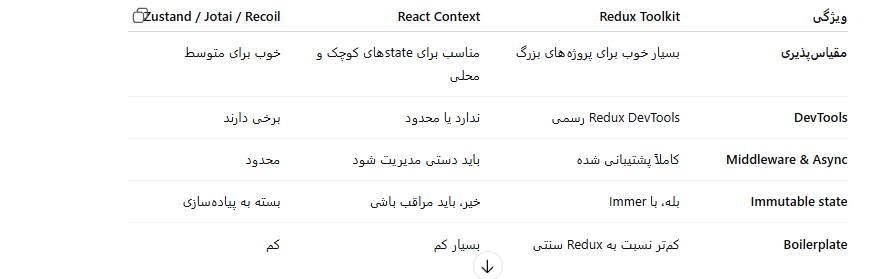 ویژگی Redux Toolkit React Context Zustand / Jotai / Recoil
مقیاس‌پذیری بسیار خوب برای پروژه‌های بزرگ مناسب برای stateهای کوچک و خوب برای متوسط
محلی
DevTools Redux DevTools رسمی ندارد یا محدود برخی دارند
Middleware & Async کاملاً پشتیبانی شده باید دستی مدیریت شود محدود
Immutable state بله، با Immer خیر، باید مراقب باشی بسته به پیاده‌سازی
Boilerplate کم‌تر نسبت به Redux سنتی بسیار کم کم